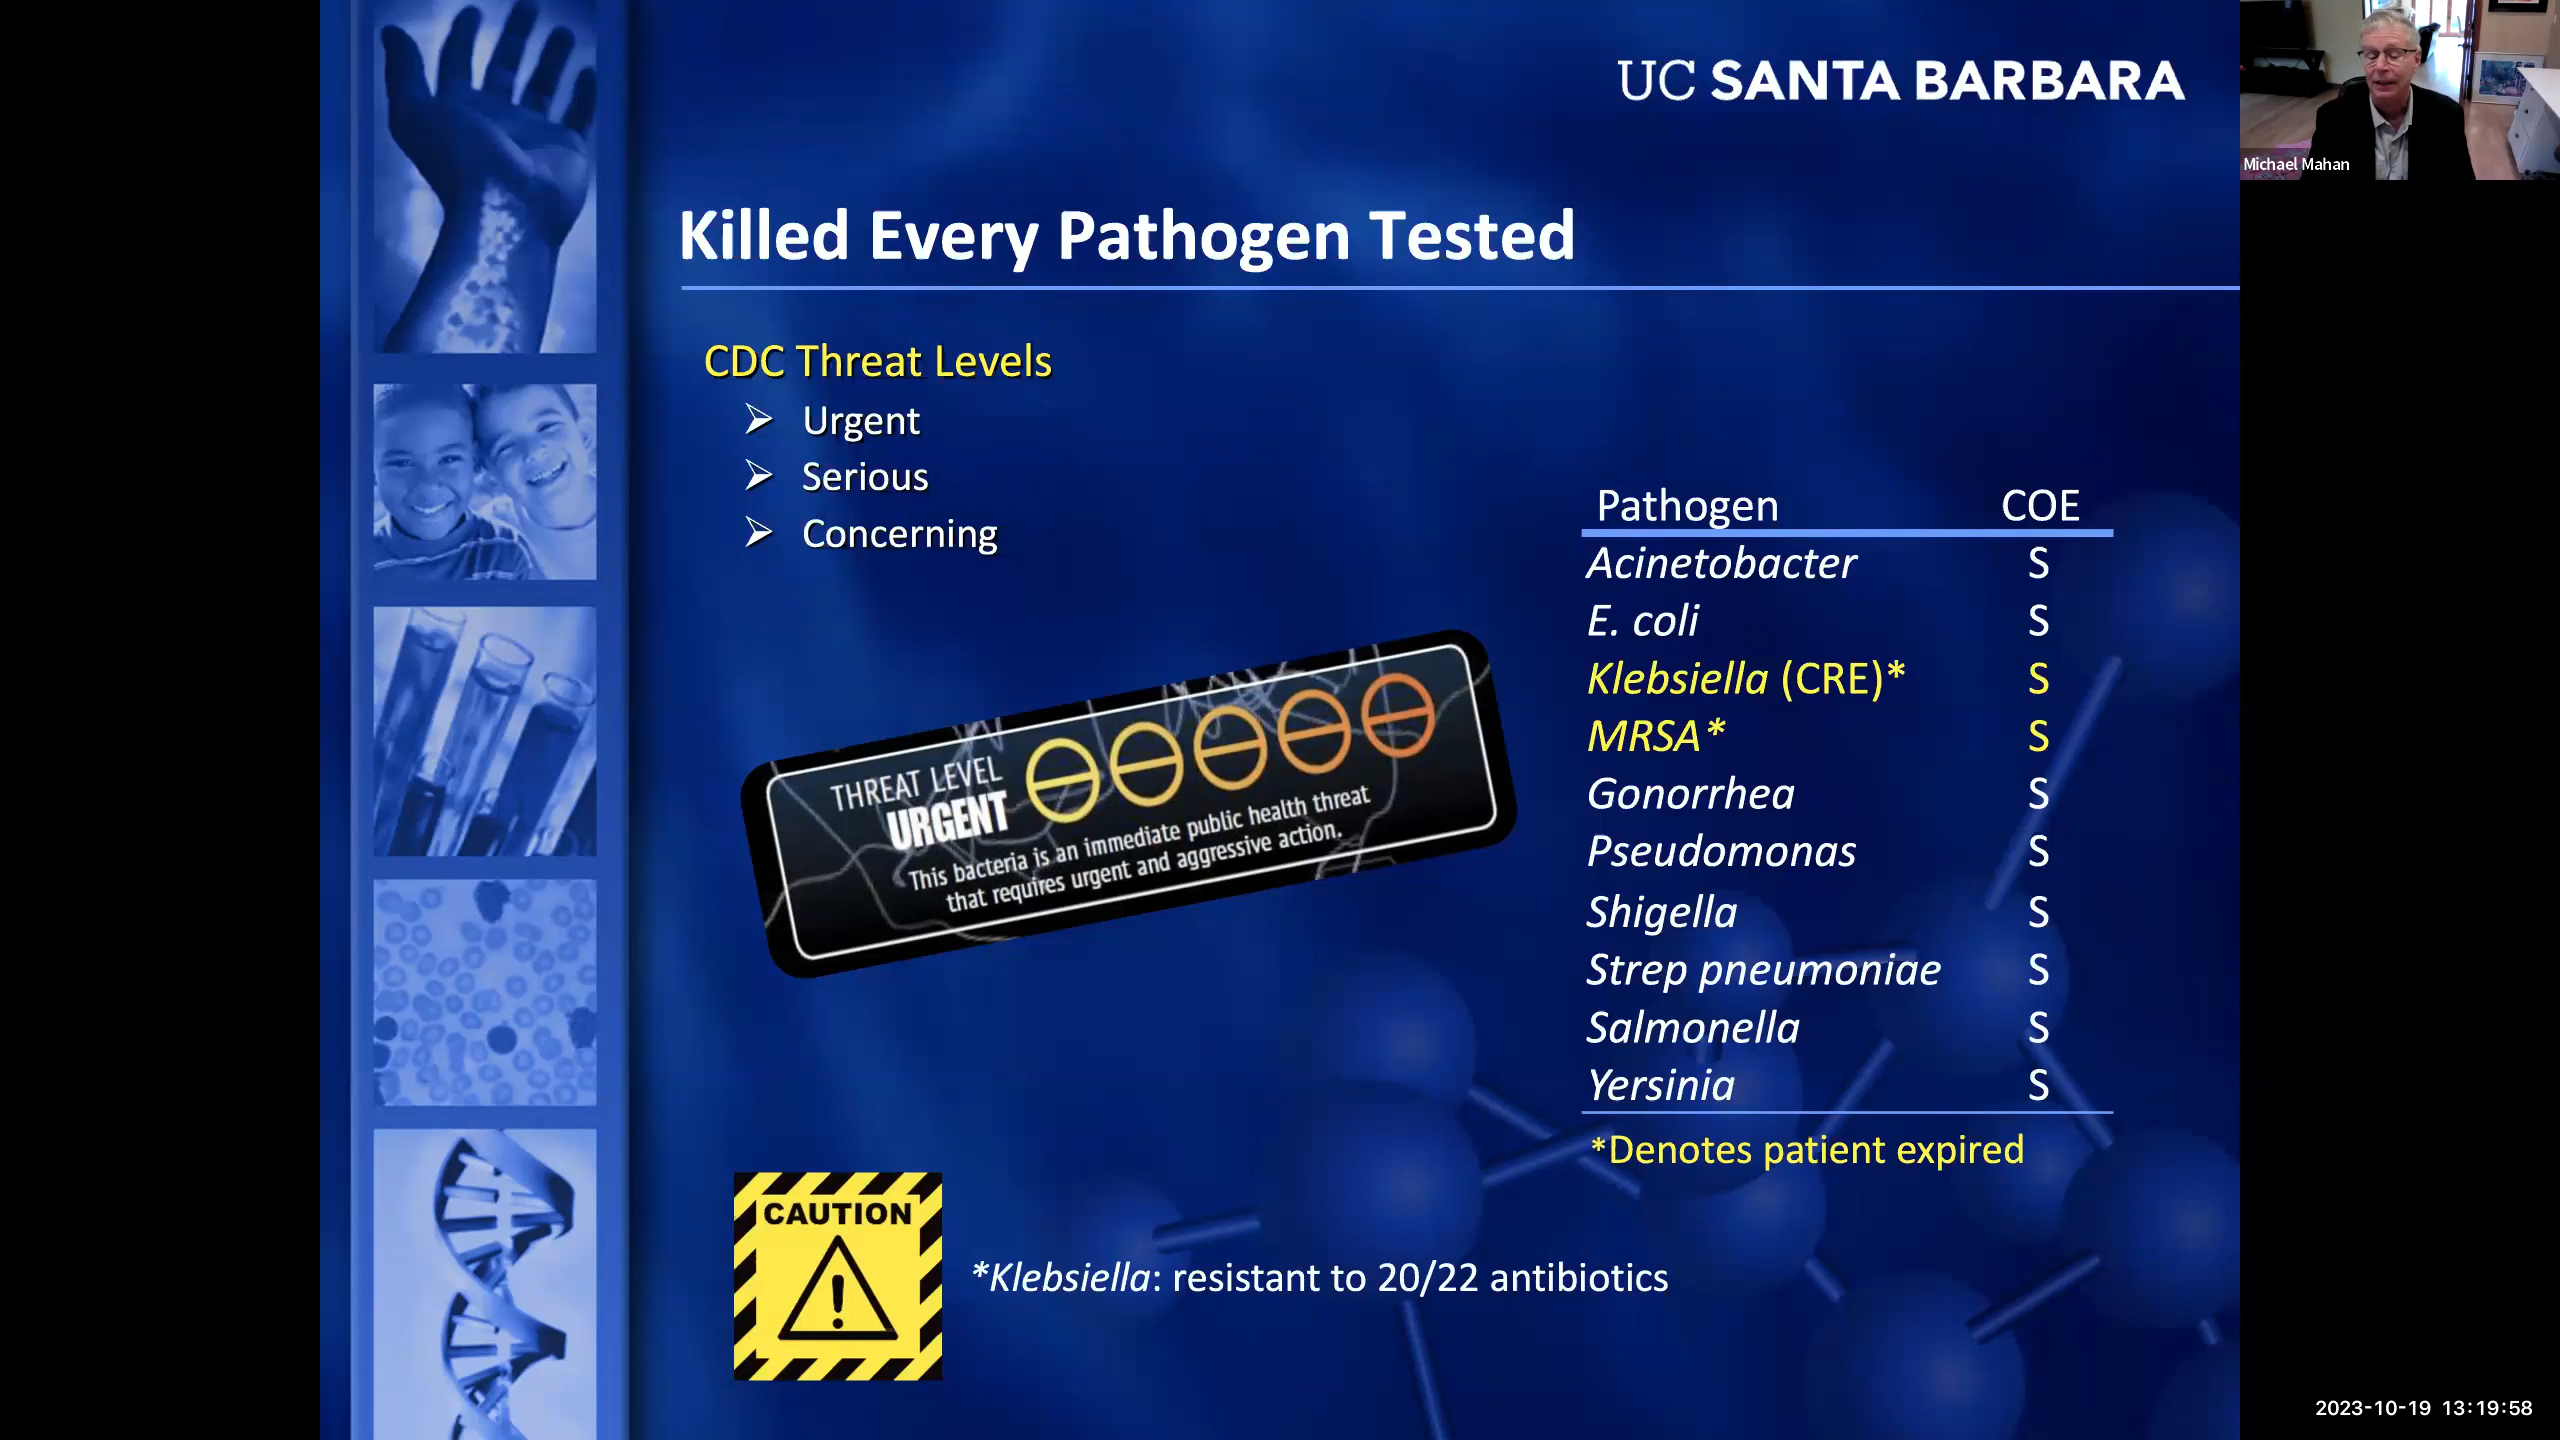 UC SANTA BARBARA
Michael Mahan
Killed Every Pathogen Tested
CDC Threat Levels
➢ Urgent
➢ Serious
➢ Concerning
THREAT LEVEL
URGENT
This bacteria is an immediate public health threat
that requires urgent and aggressive action.
Pathogen COE
Acinetobacter S
E. coli S
Klebsiella (CRE)* S
MRSA* S
Gonorrhea S
Pseudomonas S
Shigella S
Strep pneumoniae S
Salmonella S
Yersinia S
*Denotes patient expired
CAUTION
!
*Klebsiella: resistant to 20/22 antibiotics
2023-10-19 13:19:58